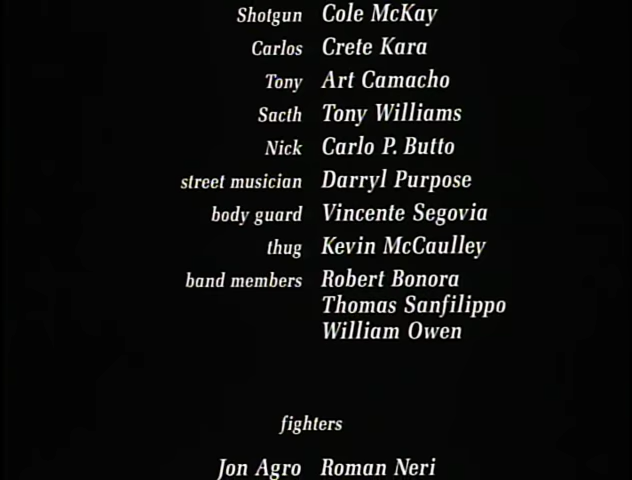 Shotgun Cole McKay
Carlos Crete Kara
Tony Art Camacho
Sacth Tony Williams
Nick Carlo P. Butto
street musician Darryl Purpose
body guard Vincente Segovia
thug Kevin McCaulley
band members Robert Bonora
Thomas Sanfilippo
William Owen
fighters
Jon Agro Roman Neri